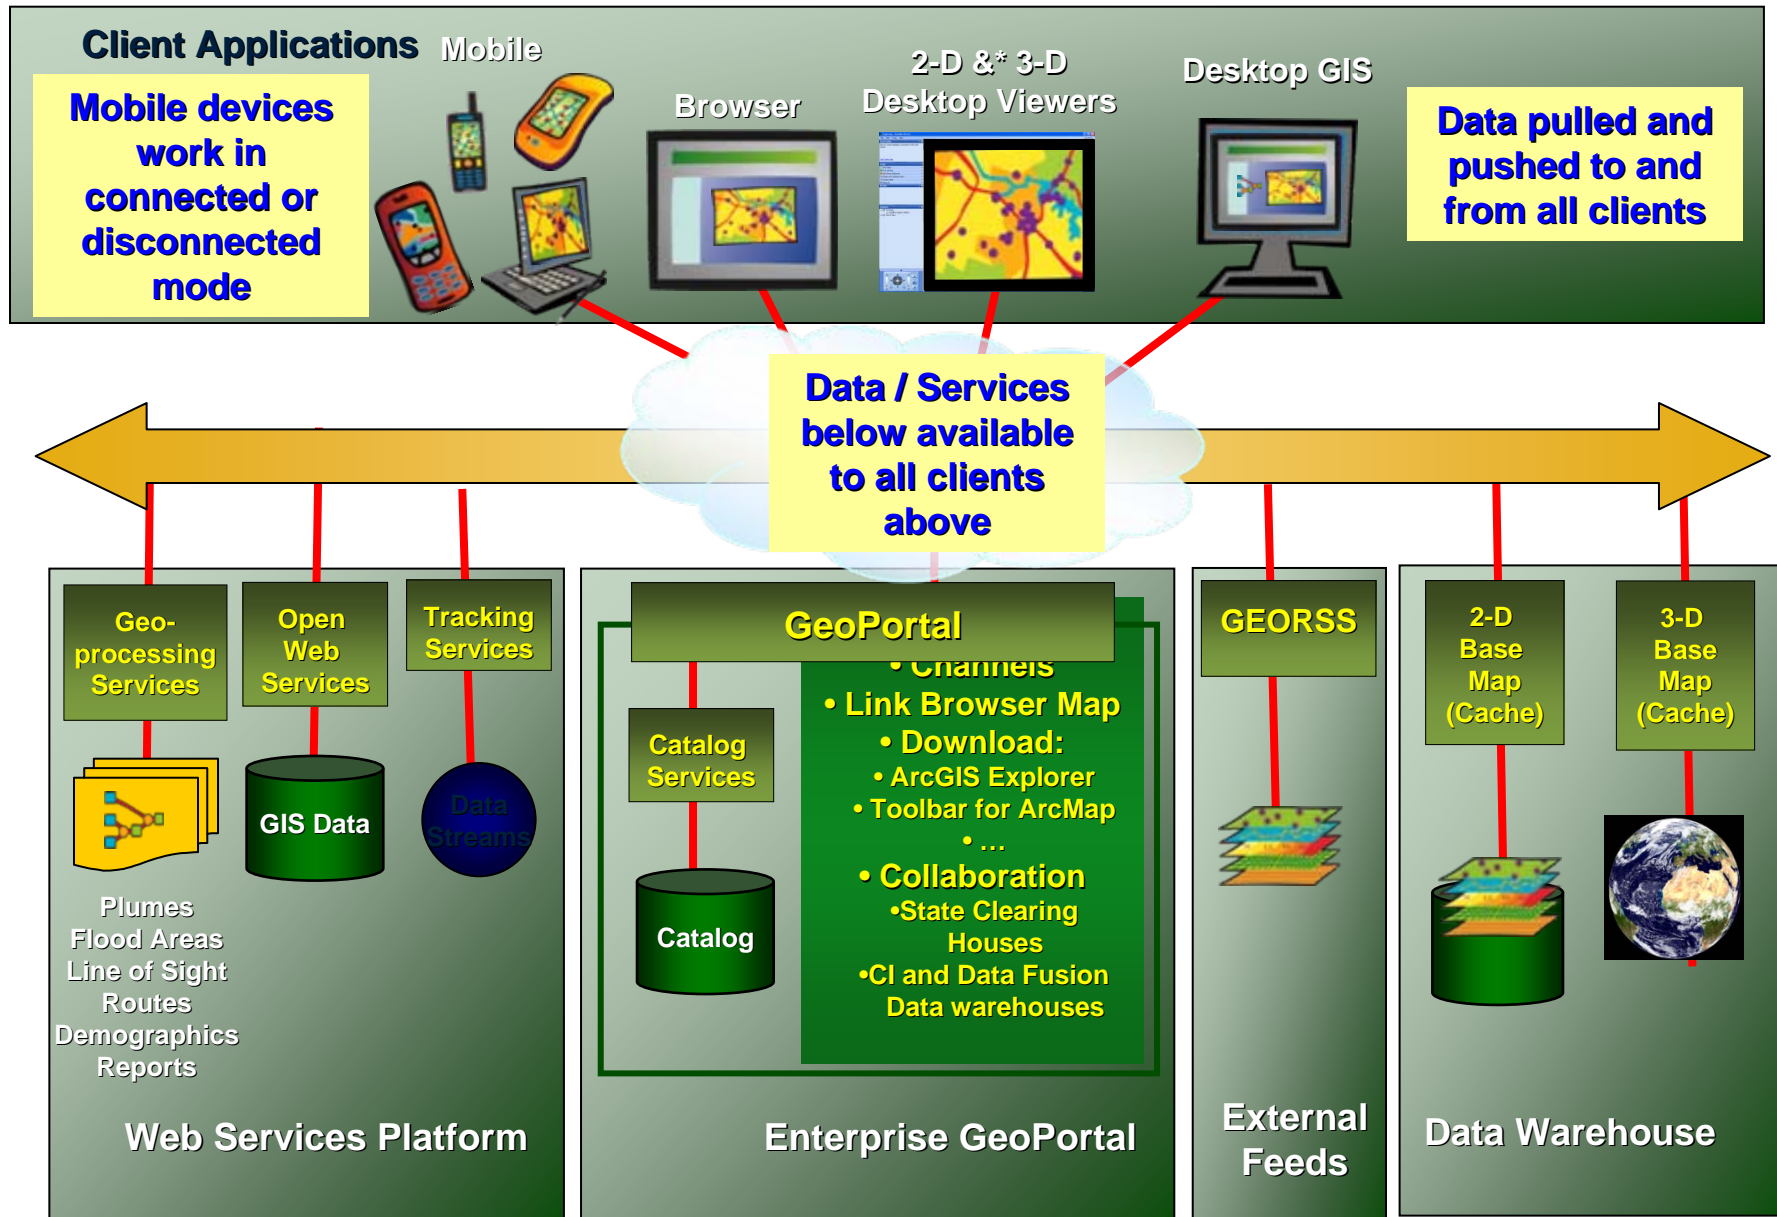 Client Applications
Mobile
Mobile devices
work in
connected or
disconnected
mode
Browser
2-D &* 3-D
Desktop Viewers
Desktop GIS
Data pulled and
pushed to and
from all clients
Data / Services
below available
to all clients
above
Geo-
processing
Services
Open
Web
Services
Tracking
Services
GIS Data
Data
Streams
Plumes
Flood Areas
Line of Sight
Routes
Demographics
Reports
Web Services Platform
GeoPortal
Catalog
Services
Catalog
• Channels
• Link Browser Map
• Download:
• ArcGIS Explorer
• Toolbar for ArcMap
• ...
• Collaboration
•State Clearing
Houses
•CI and Data Fusion
Data warehouses
Enterprise GeoPortal
GEORSS
External
Feeds
2-D
Base
Map
(Cache)
3-D
Base
Map
(Cache)
Data Warehouse